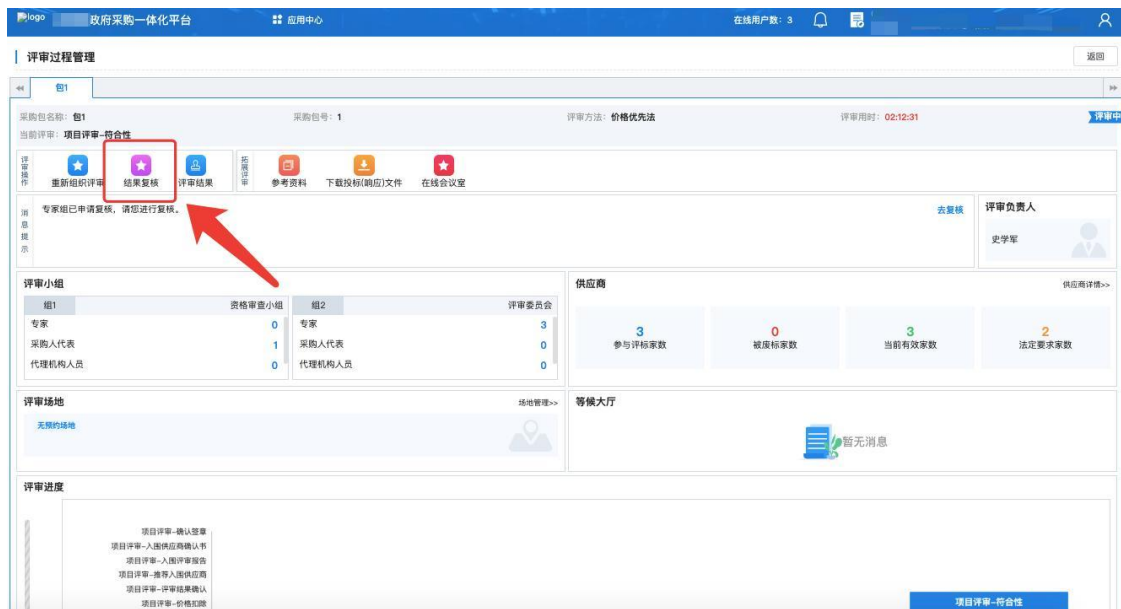 logo 政府采购一体化平台 应用中心 在线用户数：3
评审过程管理 返回
包1
采购包名称：包1 采购包号：1 评审方法：价格优先法 评审用时：02:12:31 评审中
当前评审：项目评审–符合性
评审操作 重新组织评审 结果复核 评审结果 拓展评审 参考资料 下载投标(响应)文件 在线会议室
消息提示 专家组已申请复核，请您进行复核。 去复核
评审负责人
史学军
评审小组
组1 资格审查小组 组2 评审委员会
专家 0 专家 3
采购人代表 1 采购人代表 0
代理机构人员 0 代理机构人员 0
供应商 供应商详情>>
3 0 3 2
参与评标家数 被废标家数 当前有效家数 法定要求家数
评审场地 场地管理>>
无预约场地
等候大厅
暂无消息
评审进度
项目评审–确认签章
项目评审–入围供应商确认书
项目评审–入围评审报告
项目评审–推荐入围供应商
项目评审–评审结果确认
项目评审–价格扣除
项目评审–符合性